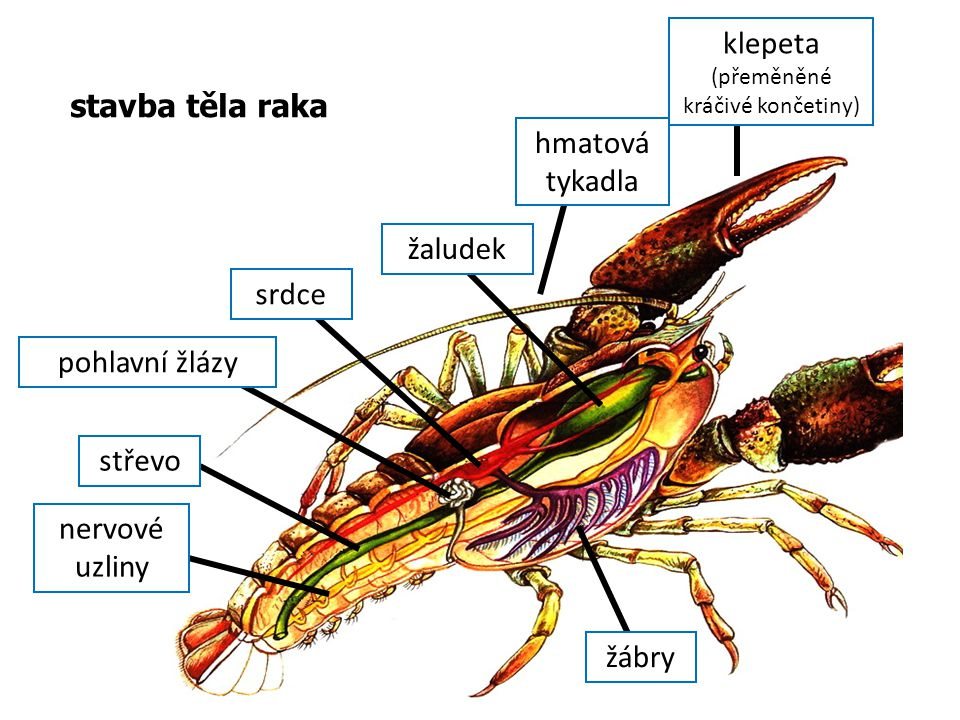 klepeta
(přeměněné
kráčivé končetiny)
stavba těla raka
hmatová
tykadla
žaludek
srdce
pohlavní žlázy
střevo
nervové
uzliny
žábry